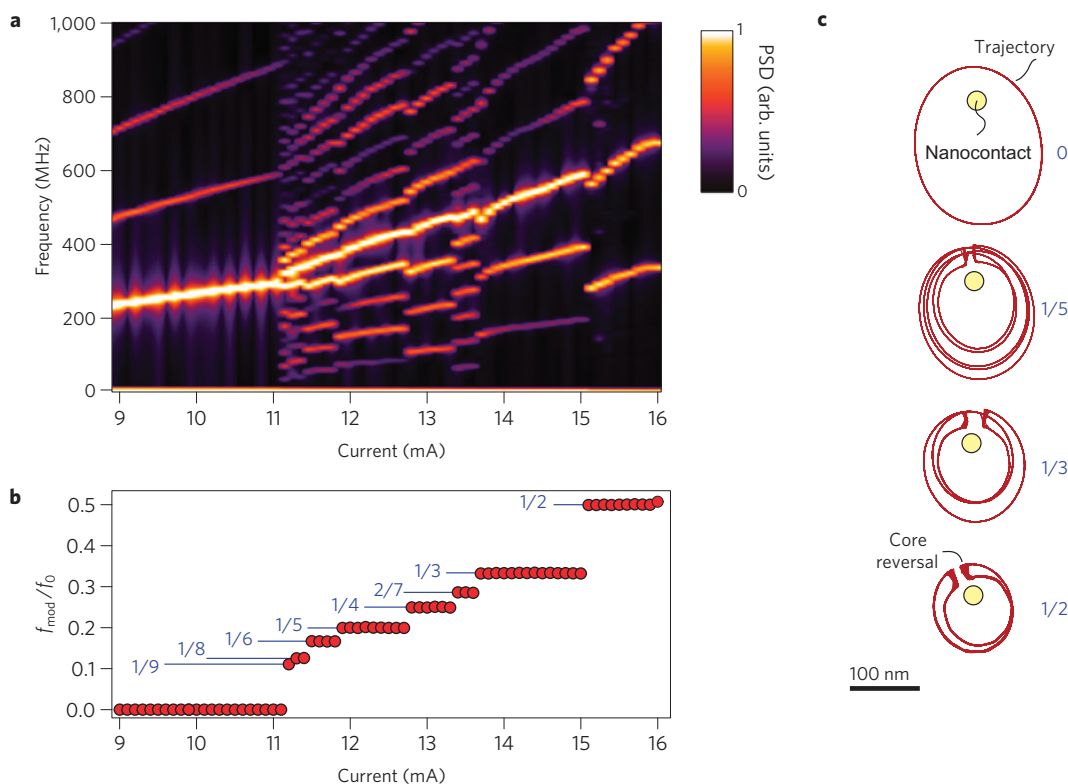 a
1,000
800
600
400
200
0
Frequency (MHz)
9 10 11 12 13 14 15 16
Current (mA)
1
0
PSD (arb. units)
b
0.5
0.4
0.3
0.2
0.1
0.0
f_mod/f_0
1/2
1/3
2/7
1/4
1/5
1/6
1/8
1/9
9 10 11 12 13 14 15 16
Current (mA)
c
Trajectory
Nanocontact
0
1/5
1/3
Core
reversal
1/2
100 nm